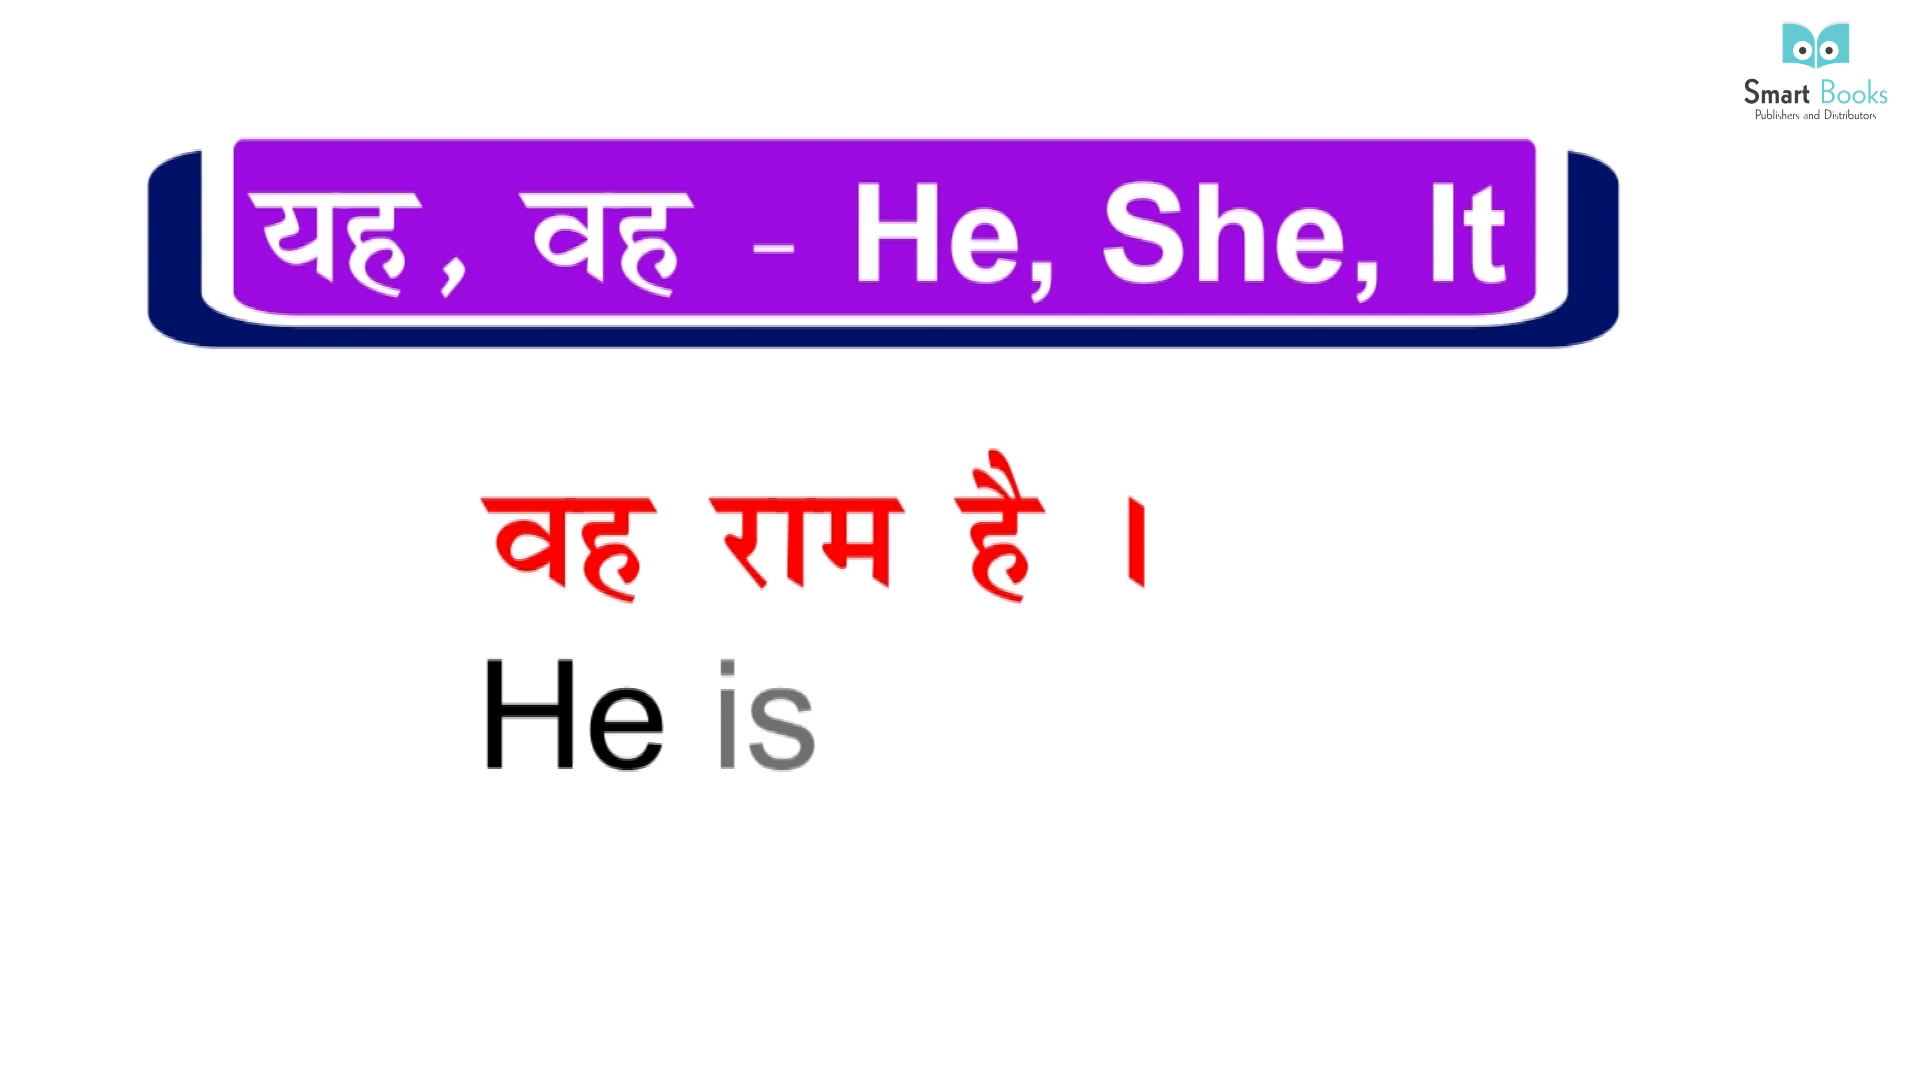 Smart Books
Publishers and Distributors
यह, वह - He, She, It
वह राम है ।
He is